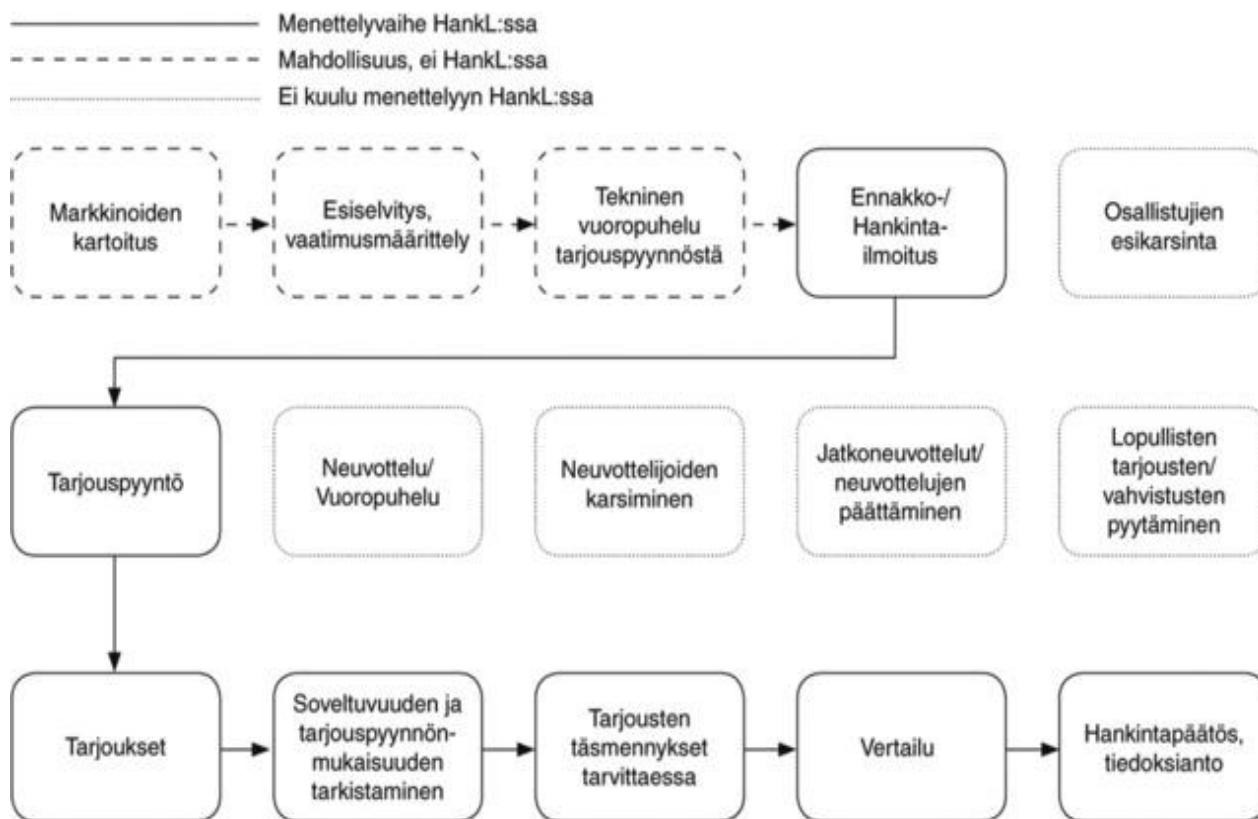 Menettelyvaihe HankL:ssa
Mahdollisuus, ei HankL:ssa
Ei kuulu menettelyyn HankL:ssa
Markkinoiden
kartoitus
Esiselvitys,
vaatimusmäärittely
Tekninen
vuoropuhelu
tarjouspyynnöstä
Ennakko-/
Hankinta-
ilmoitus
Osallistujien
esikarsinta
Tarjouspyyntö
Neuvottelu/
Vuoropuhelu
Neuvottelijoiden
karsiminen
Jatkoneuvottelut/
neuvottelujen
päättäminen
Lopullisten
tarjousten/
vahvistusten
pyytäminen
Tarjoukset
Soveltuvuuden ja
tarjouspyynnön-
mukaisuuden
tarkistaminen
Tarjousten
täsmennykset
tarvittaessa
Vertailu
Hankintapäätös,
tiedoksianto